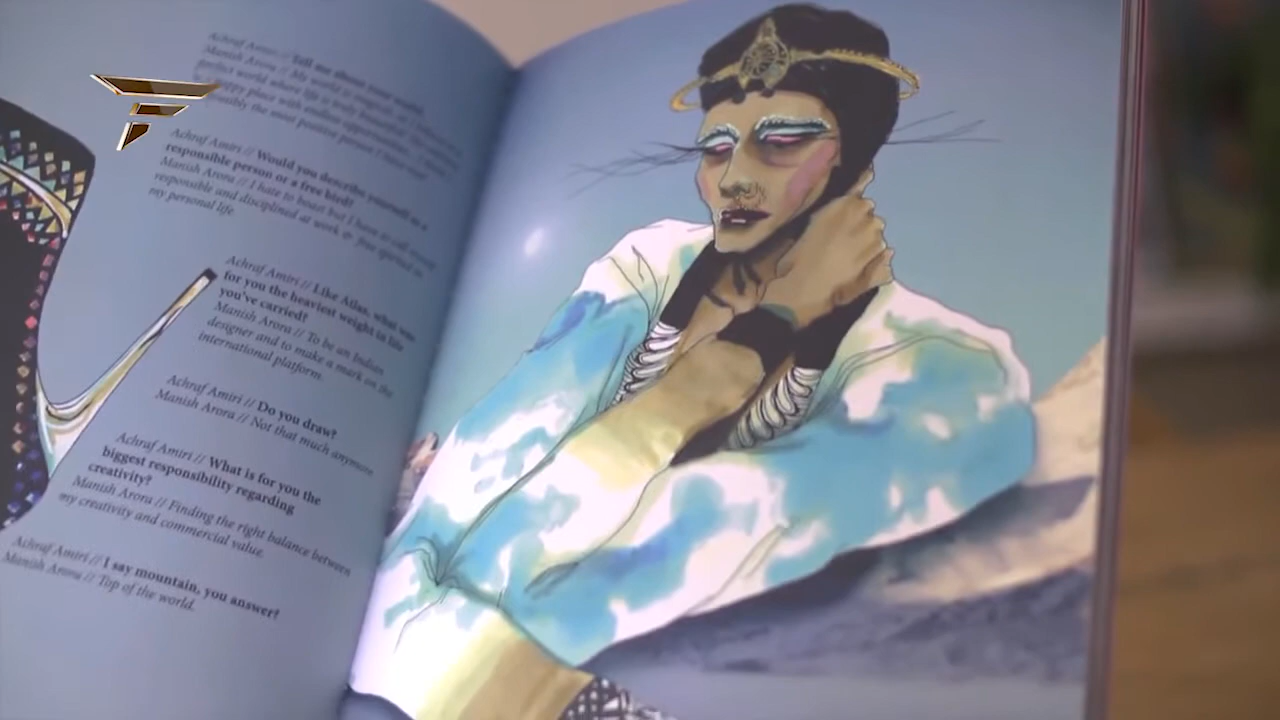 Achraf Amiri // Tell me about your world.
Manish Arora // My world is
perfect world where life is truly beautiful. It's
a happy place with endless opportunities.
possibly the most positive person I have met
Achraf Amiri // Would you describe yourself as a
responsible person or a free bird?
Manish Arora // I hate to boast but I have to call myself
responsible and disciplined at work & free spirited in
my personal life.
Achraf Amiri // Like Atlas, what was
for you the heaviest weight in life
you've carried?
Manish Arora // To be an Indian
designer and to make a mark on the
international platform.
Achraf Amiri // Do you draw?
Manish Arora // Not that much anymore
Achraf Amiri // What is for you the
biggest responsibility regarding
creativity?
Manish Arora // Finding the right balance between
my creativity and commercial value.
Achraf Amiri // I say mountain, you answer?
Manish Arora // Top of the world.